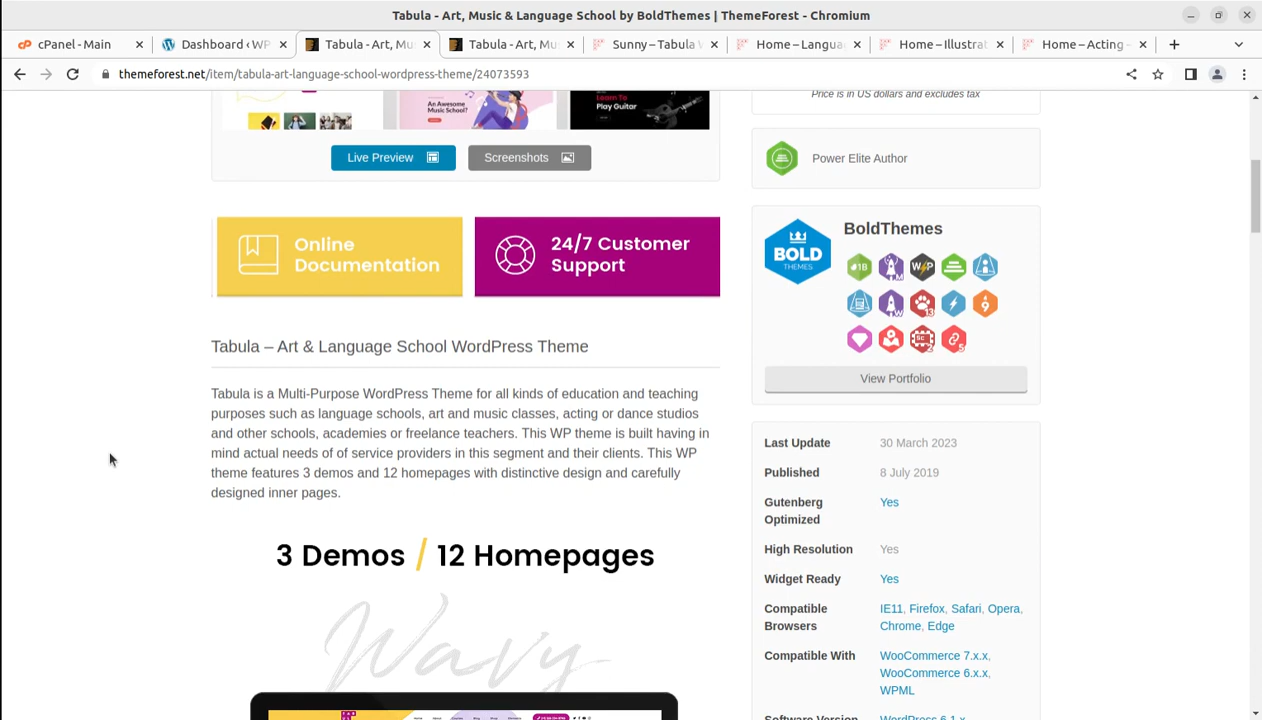 Tabula - Art, Music & Language School by BoldThemes | ThemeForest - Chromium
cPanel - Main
Dashboard ‹ WP
Tabula - Art, Mu
Tabula - Art, Mu
Sunny – Tabula
Home – Langua
Home – Illustrat
Home – Acting –
themeforest.net/item/tabula-art-language-school-wordpress-theme/24073593
An Awesome
Music School?
Learn To
Play Guitar
Live Preview
Screenshots
Online
Documentation
24/7 Customer
Support
Tabula – Art & Language School WordPress Theme
Tabula is a Multi-Purpose WordPress Theme for all kinds of education and teaching
purposes such as language schools, art and music classes, acting or dance studios
and other schools, academies or freelance teachers. This WP theme is built having in
mind actual needs of of service providers in this segment and their clients. This WP
theme features 3 demos and 12 homepages with distinctive design and carefully
designed inner pages.
3 Demos / 12 Homepages
Wavy
Price is in US dollars and excludes tax
Power Elite Author
BOLD
THEMES
BoldThemes
View Portfolio
Last Update 30 March 2023
Published 8 July 2019
Gutenberg Yes
Optimized
High Resolution Yes
Widget Ready Yes
Compatible IE11, Firefox, Safari, Opera,
Browsers Chrome, Edge
Compatible With WooCommerce 7.x.x,
WooCommerce 6.x.x,
WPML
Software Version WordPress 6.1.x